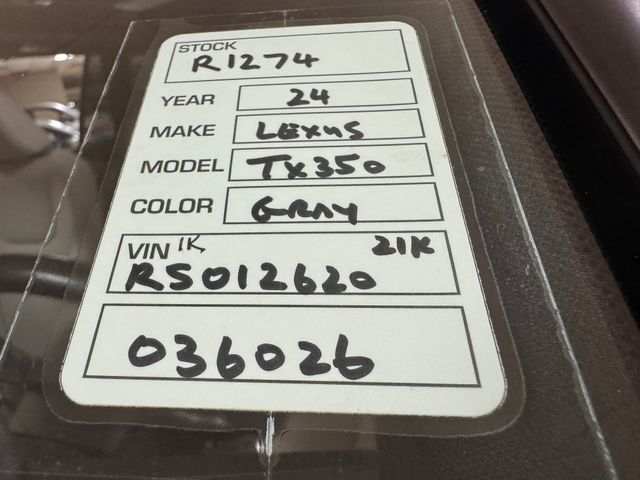 STOCK
R1274
YEAR 24
MAKE LEXUS
MODEL TX350
COLOR GRAY
VIN 1K 21K
RS012620
036026